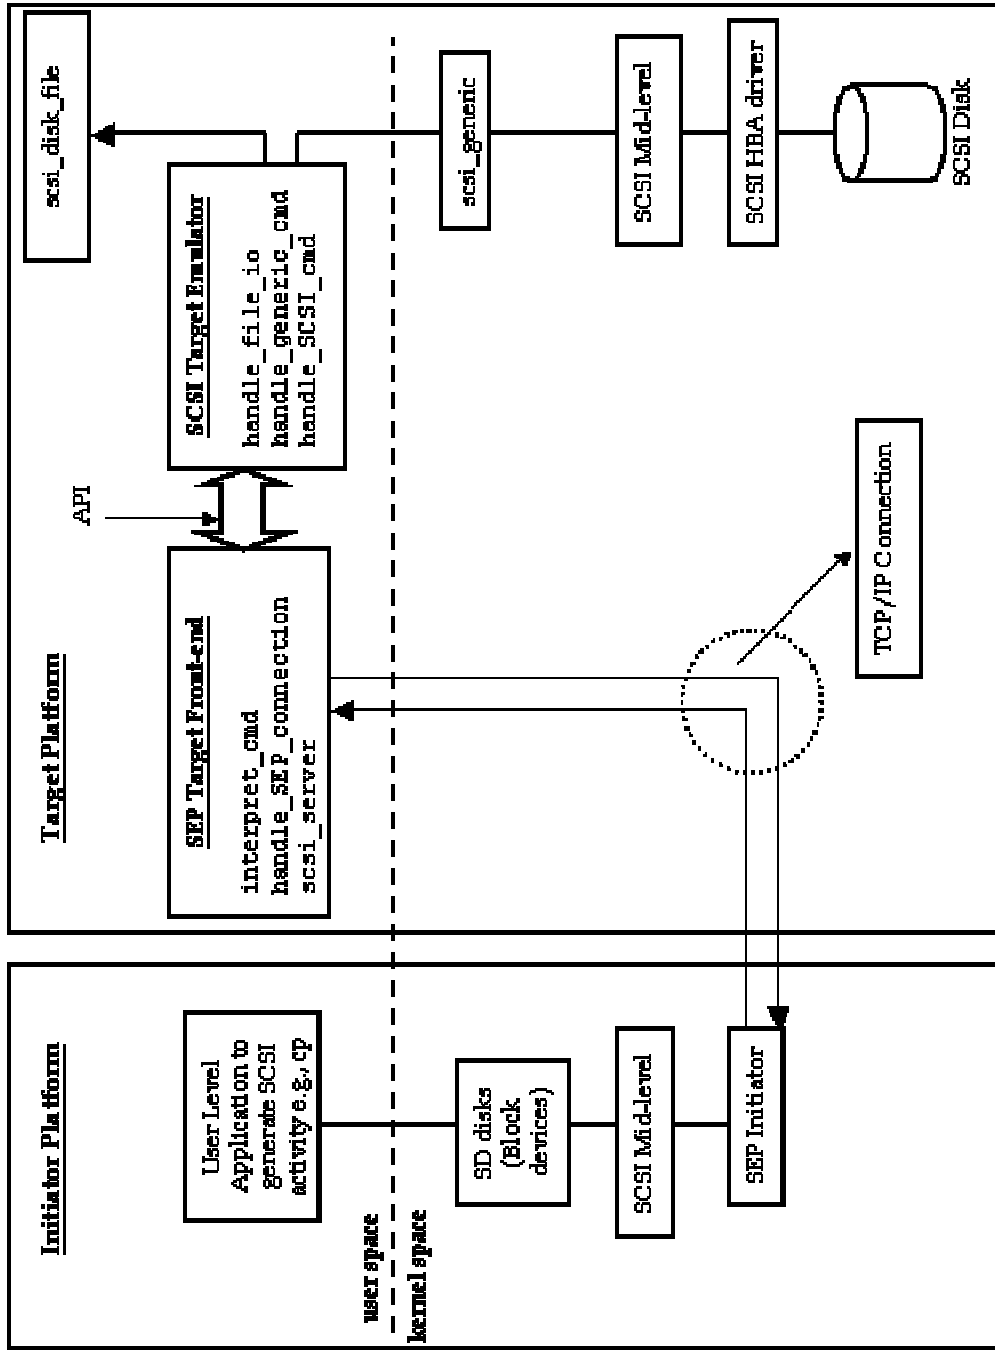 Initiator Platform
User Level
Application to
generate SCSI
activity e.g., cp
user space
kernel space
SD disks
(Block
devices)
SCSI Mid-level
SEP Initiator
Target Platform
SEP Target Front-end
interpret_cmd
handle_SEP_connection
scsi_server
API
SCSI Target Emulator
handle_file_io
handle_generic_cmd
handle_SCSI_cmd
scsi_disk_file
scsi_generic
SCSI Mid-level
SCSI HBA driver
SCSI Disk
TCP/IP Connection